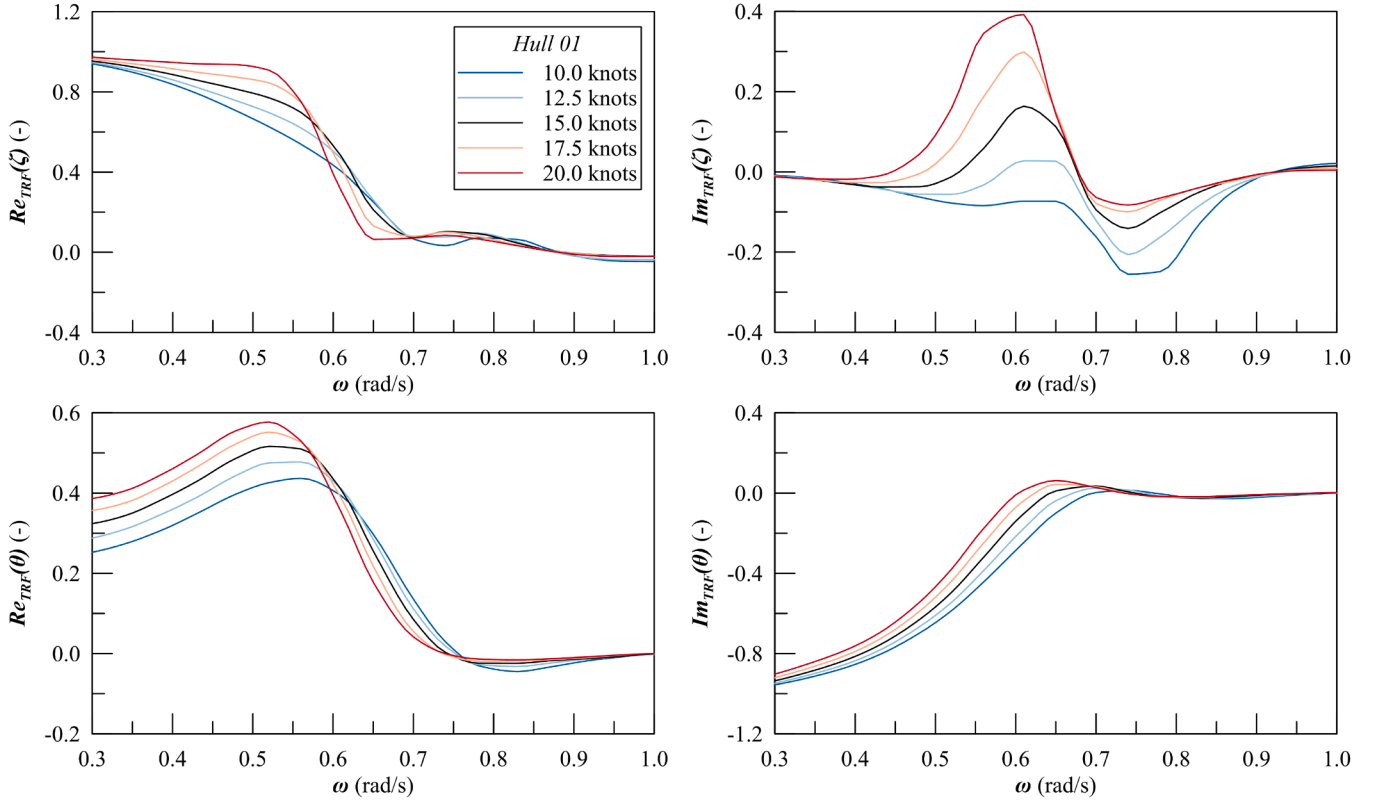 1.2
0.8
0.4
0.0
-0.4
Re_TRF(ζ) (-)
Hull 01
10.0 knots
12.5 knots
15.0 knots
17.5 knots
20.0 knots
0.3 0.4 0.5 0.6 0.7 0.8 0.9 1.0
ω (rad/s)
0.4
0.2
0.0
-0.2
-0.4
Im_TRF(ζ) (-)
0.3 0.4 0.5 0.6 0.7 0.8 0.9 1.0
ω (rad/s)
0.6
0.4
0.2
0.0
-0.2
Re_TRF(θ) (-)
0.3 0.4 0.5 0.6 0.7 0.8 0.9 1.0
ω (rad/s)
0.4
0.0
-0.4
-0.8
-1.2
Im_TRF(θ) (-)
0.3 0.4 0.5 0.6 0.7 0.8 0.9 1.0
ω (rad/s)